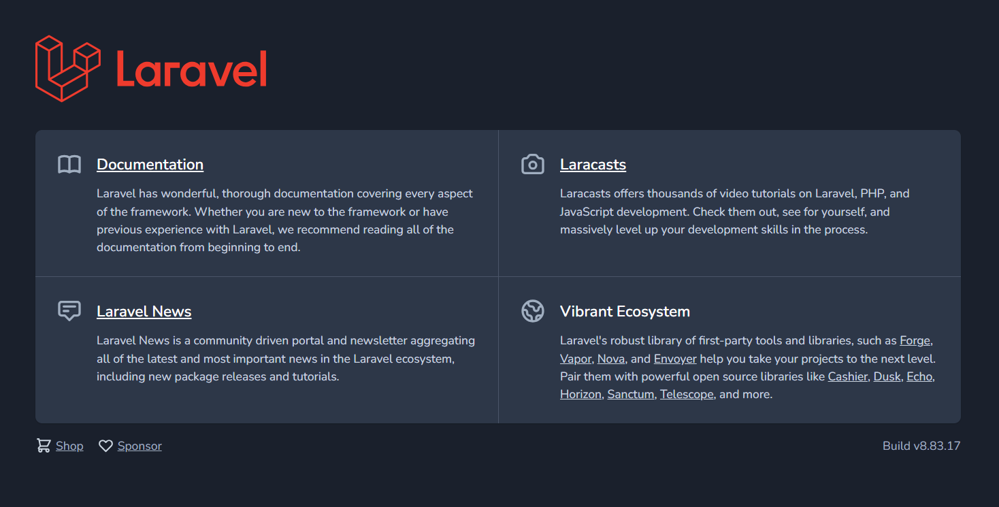 Laravel
Documentation
Laravel has wonderful, thorough documentation covering every aspect
of the framework. Whether you are new to the framework or have
previous experience with Laravel, we recommend reading all of the
documentation from beginning to end.
Laracasts
Laracasts offers thousands of video tutorials on Laravel, PHP, and
JavaScript development. Check them out, see for yourself, and
massively level up your development skills in the process.
Laravel News
Laravel News is a community driven portal and newsletter aggregating
all of the latest and most important news in the Laravel ecosystem,
including new package releases and tutorials.
Vibrant Ecosystem
Laravel's robust library of first-party tools and libraries, such as Forge,
Vapor, Nova, and Envoyer help you take your projects to the next level.
Pair them with powerful open source libraries like Cashier, Dusk, Echo,
Horizon, Sanctum, Telescope, and more.
Shop Sponsor Build v8.83.17